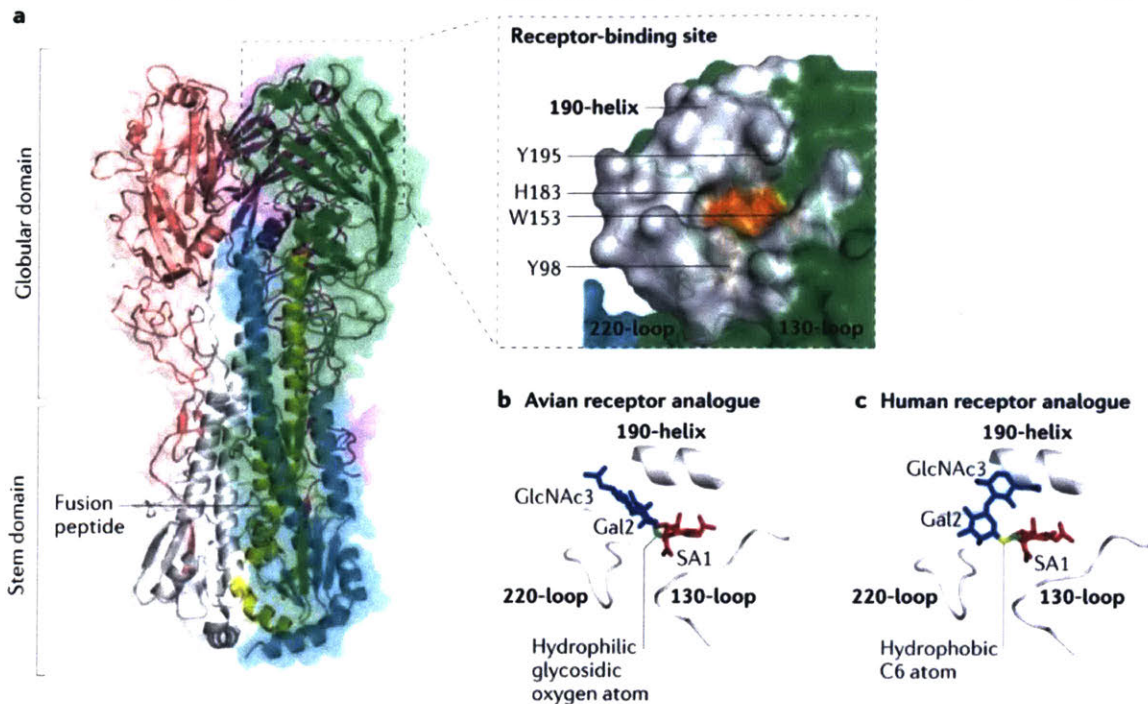 a
Globular domain
Stem domain
Fusion
peptide
Receptor-binding site
190-helix
Y195
H183
W153
Y98
220-loop
130-loop
b Avian receptor analogue
190-helix
GlcNAc3
Gal2
SA1
220-loop
130-loop
Hydrophilic
glycosidic
oxygen atom
c Human receptor analogue
190-helix
GlcNAc3
Gal2
SA1
220-loop
130-loop
Hydrophobic
C6 atom